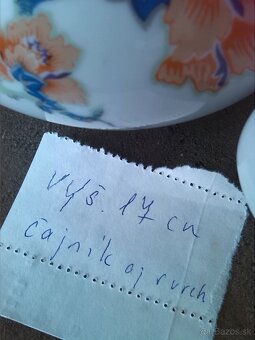 Výš. 17 cm
čajník aj vrch
Bazos.sk